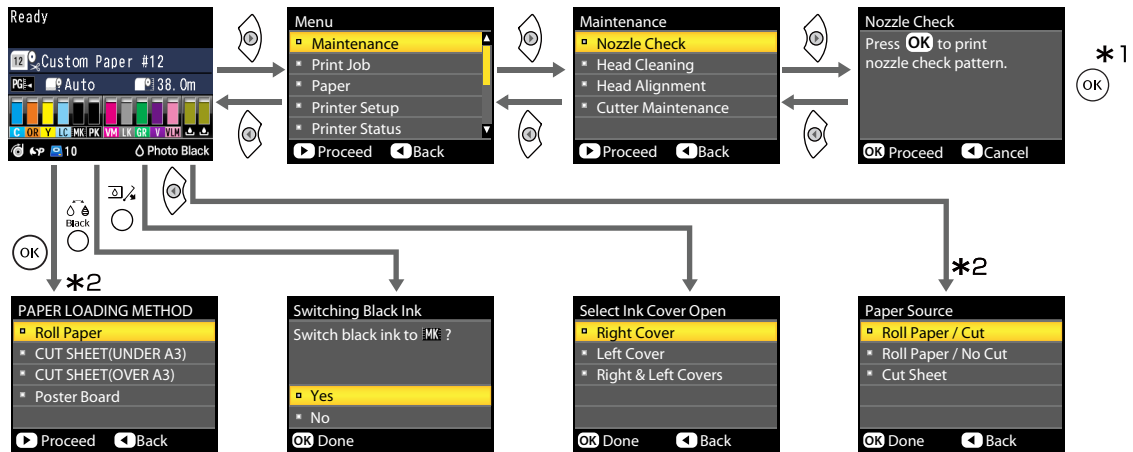 Ready
12 Custom Paper #12
PGE Auto 38.0m
C OR Y LC MK PK VM LK GR V VLM
10 Photo Black
Menu
Maintenance
Print Job
Paper
Printer Setup
Printer Status
Proceed Back
Maintenance
Nozzle Check
Head Cleaning
Head Alignment
Cutter Maintenance
Proceed Back
Nozzle Check
Press OK to print
nozzle check pattern.
OK Proceed Cancel
*1
OK
OK
Black
*2
*2
PAPER LOADING METHOD
Roll Paper
CUT SHEET(UNDER A3)
CUT SHEET(OVER A3)
Poster Board
Proceed Back
Switching Black Ink
Switch black ink to MK ?
Yes
No
OK Done
Select Ink Cover Open
Right Cover
Left Cover
Right & Left Covers
OK Done Back
Paper Source
Roll Paper / Cut
Roll Paper / No Cut
Cut Sheet
OK Done Back